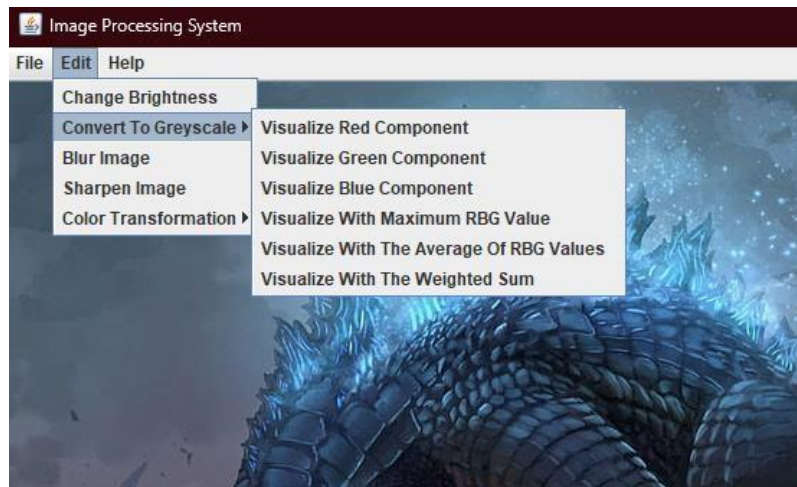 Image Processing System
File Edit Help
Change Brightness
Convert To Greyscale
Blur Image
Sharpen Image
Color Transformation
Visualize Red Component
Visualize Green Component
Visualize Blue Component
Visualize With Maximum RBG Value
Visualize With The Average Of RBG Values
Visualize With The Weighted Sum